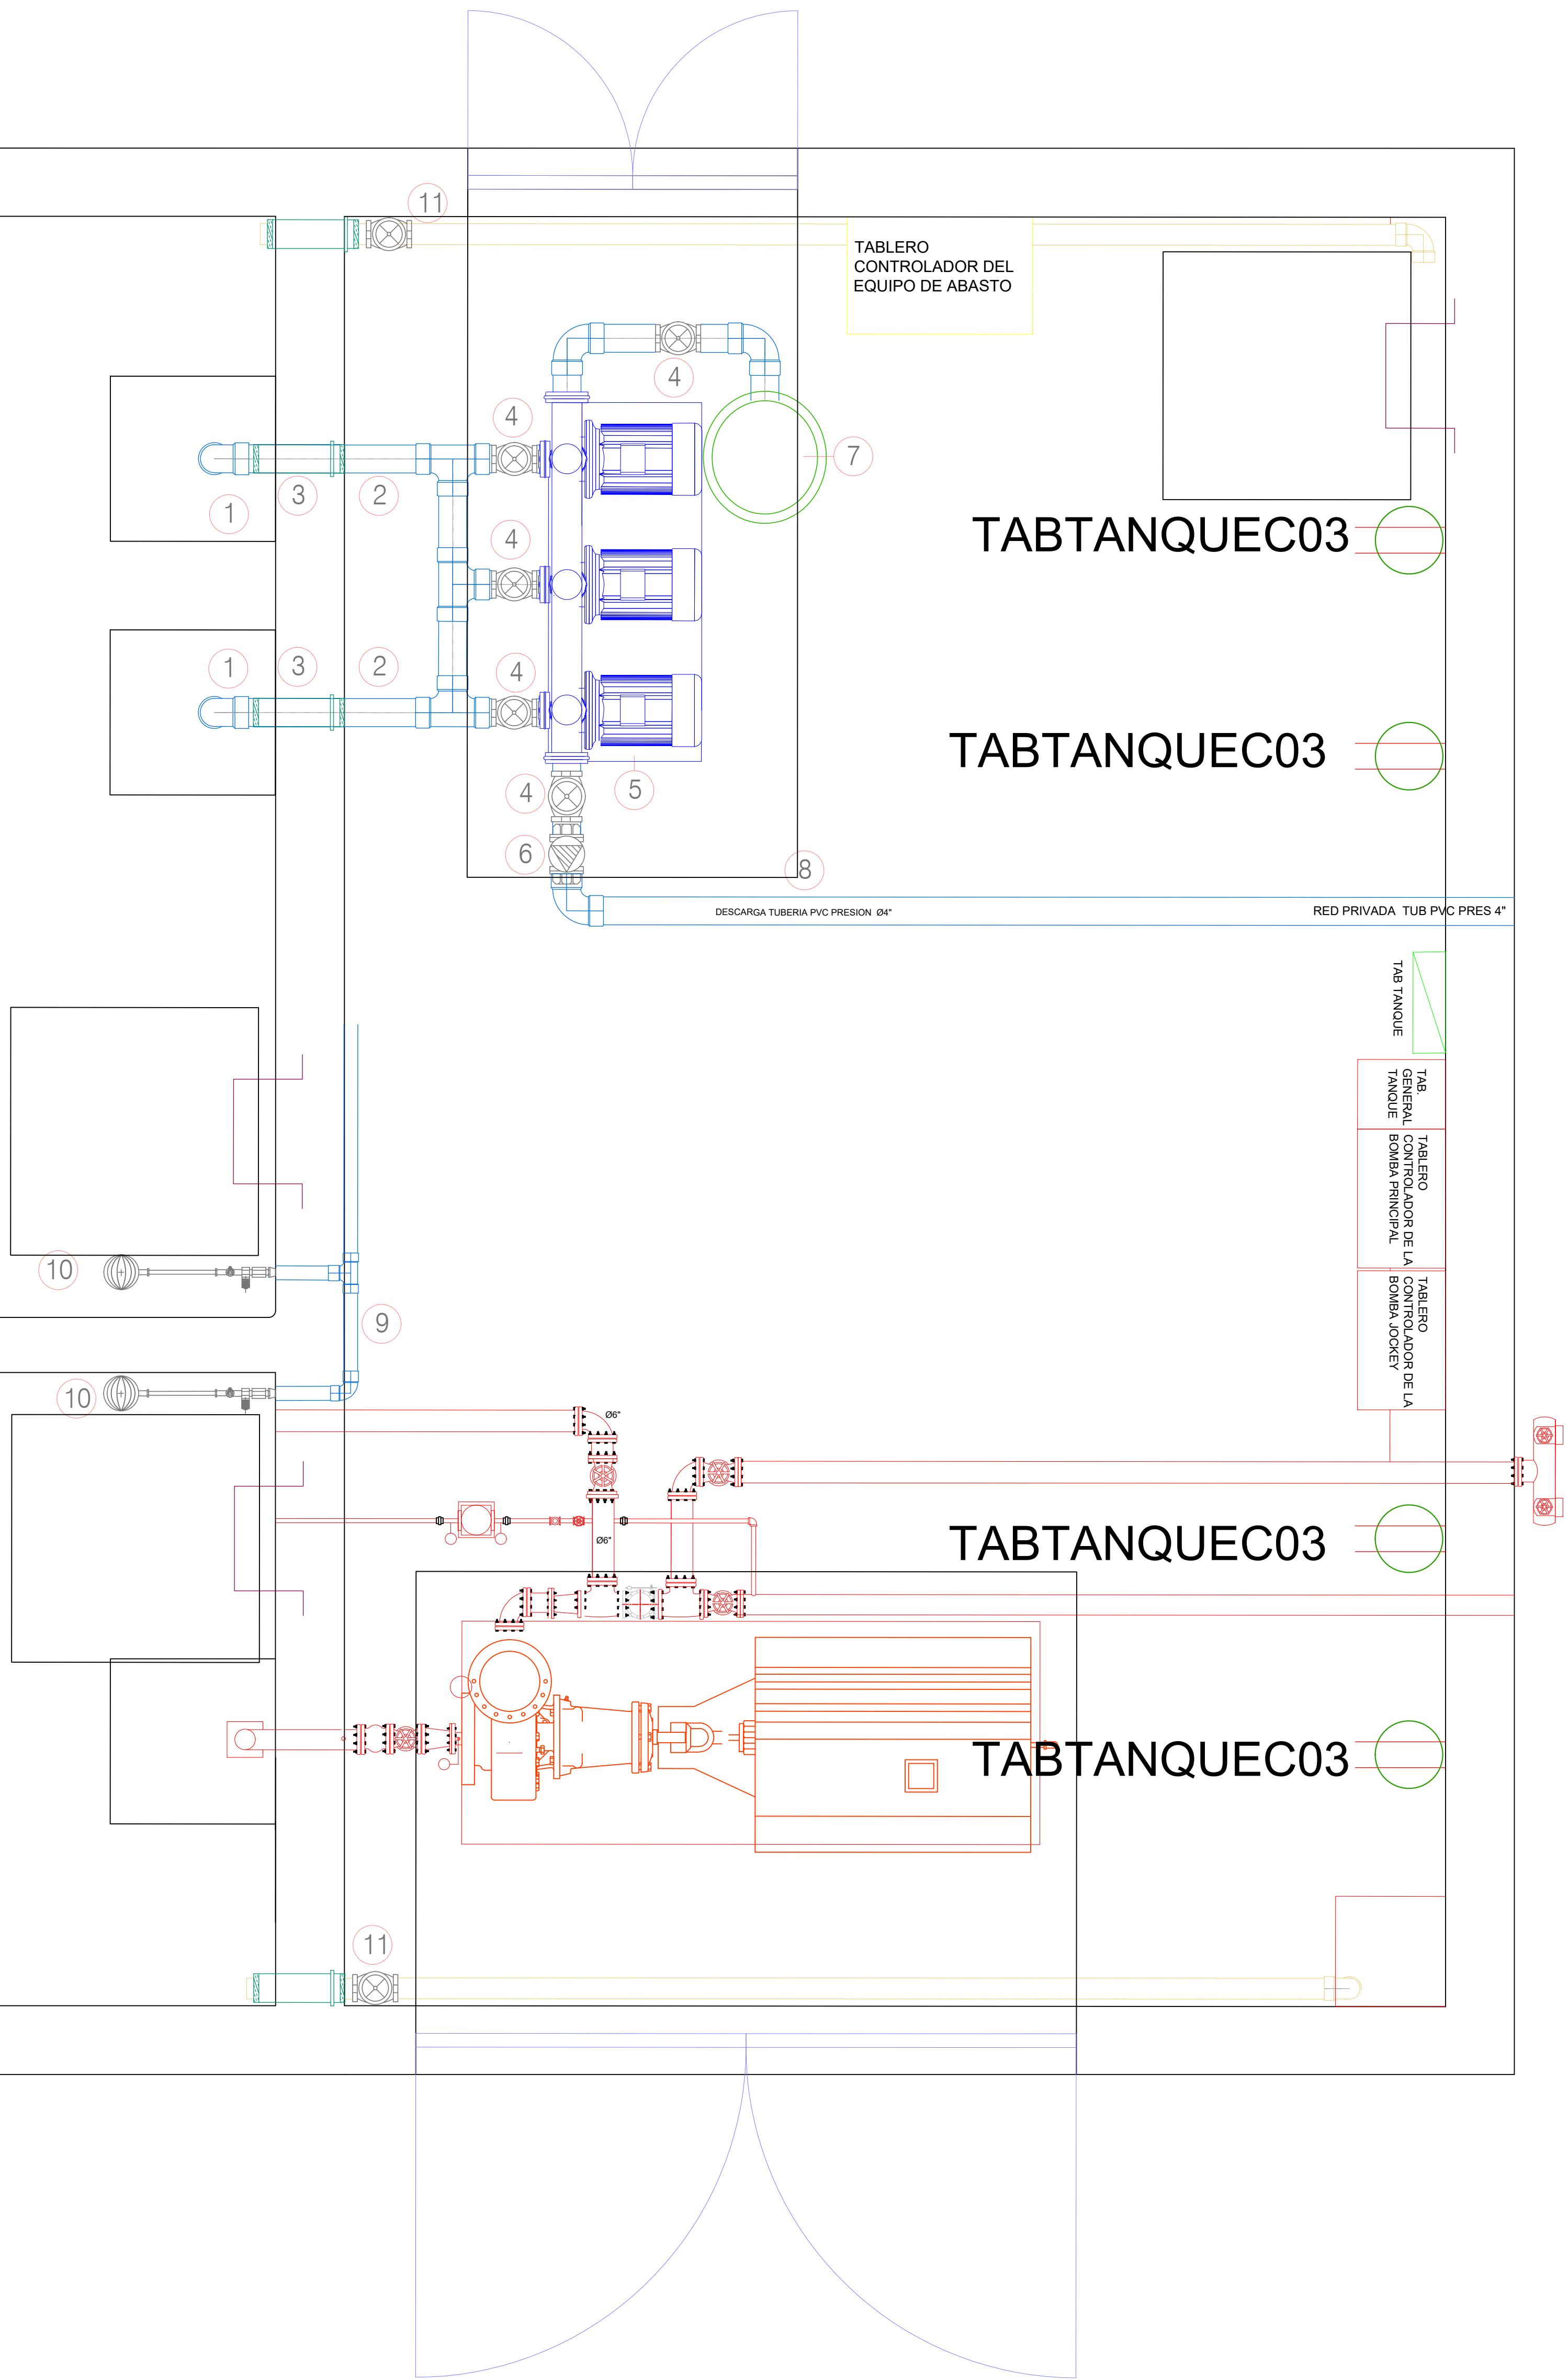 11
TABLERO
CONTROLADOR DEL
EQUIPO DE ABASTO
4
4
7
1
3
2
TABTANQUEC03
4
1
3
2
4
TABTANQUEC03
4
5
6
8
DESCARGA TUBERIA PVC PRESION Ø4"
RED PRIVADA TUB PVC PRES 4"
TAB TANQUE
TAB.
GENERAL
TANQUE
TABLERO
CONTROLADOR DE LA
BOMBA PRINCIPAL
10
TABLERO
CONTROLADOR DE LA
BOMBA JOCKEY
9
10
Ø6"
Ø6"
TABTANQUEC03
TABTANQUEC03
11